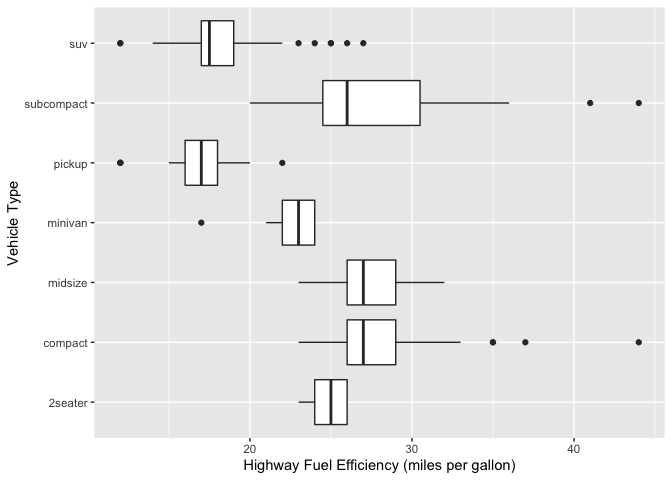 suv
subcompact
pickup
minivan
midsize
compact
2seater
Vehicle Type
20
30
40
Highway Fuel Efficiency (miles per gallon)